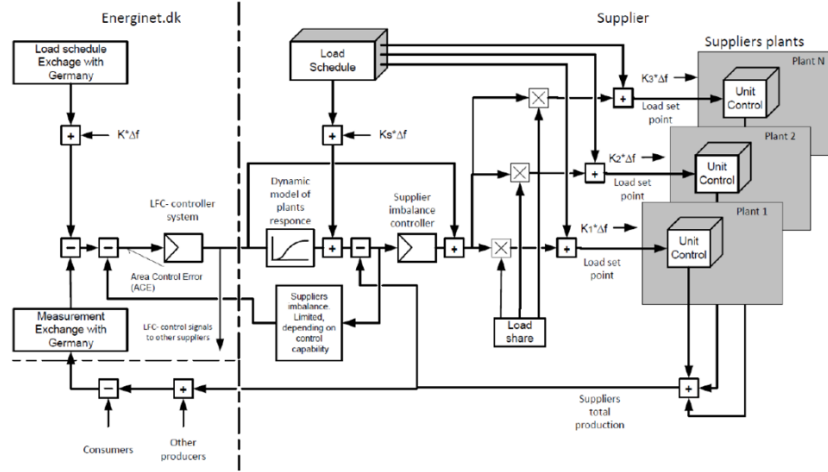 Energinet.dk
Supplier
Load schedule
Exchage with
Germany
Load
Schedule
Suppliers plants
Plant N
K3*Δf
Unit
Control
Load set
point
K*Δf
Ks*Δf
Plant 2
K2*Δf
Unit
Control
Load set
point
LFC- controller
system
Dynamic
model of
plants
responce
Supplier
imbalance
controller
Plant 1
K1*Δf
Unit
Control
Load set
point
Area Control Error
(ACE)
Suppliers
imbalance.
Limited,
depending on
control
capability
Measurement
Exchange with
Germany
LFC- control signals
to other suppliers
Load
share
Suppliers
total
production
Consumers
Other
producers